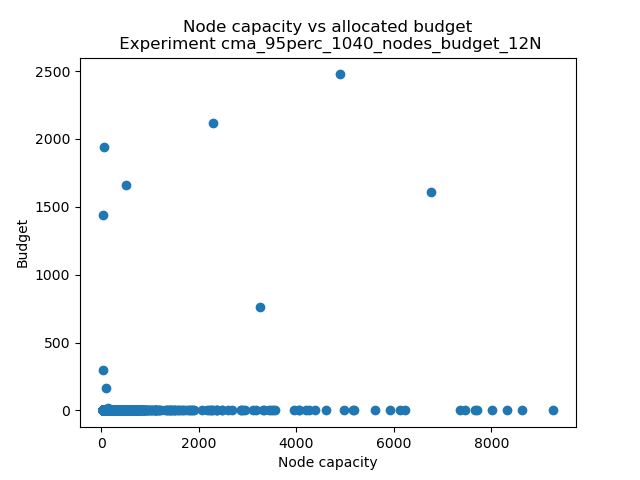 Node capacity vs allocated budget
Experiment cma_95perc_1040_nodes_budget_12N
2500
2000
1500
1000
500
0
Budget
0 2000 4000 6000 8000
Node capacity